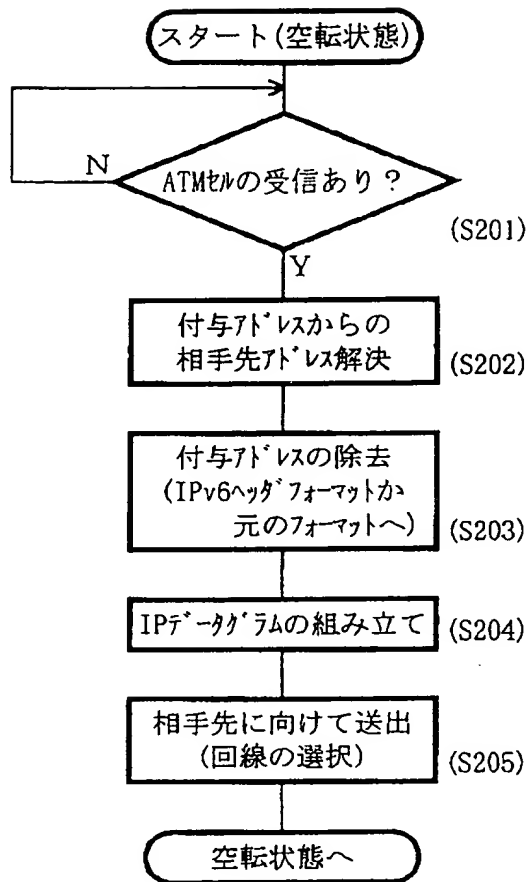 スタート(空転状態)
N
ATMｾﾙの受信あり？
(S201)
Y
付与ｱﾄﾞﾚｽからの
相手先ｱﾄﾞﾚｽ解決
(S202)
付与ｱﾄﾞﾚｽの除去
(IPv6ﾍｯﾀﾞﾌｫｰﾏｯﾄか
元のﾌｫｰﾏｯﾄへ)
(S203)
IPﾃﾞｰﾀｸﾞﾗﾑの組み立て
(S204)
相手先に向けて送出
(回線の選択)
(S205)
空転状態へ